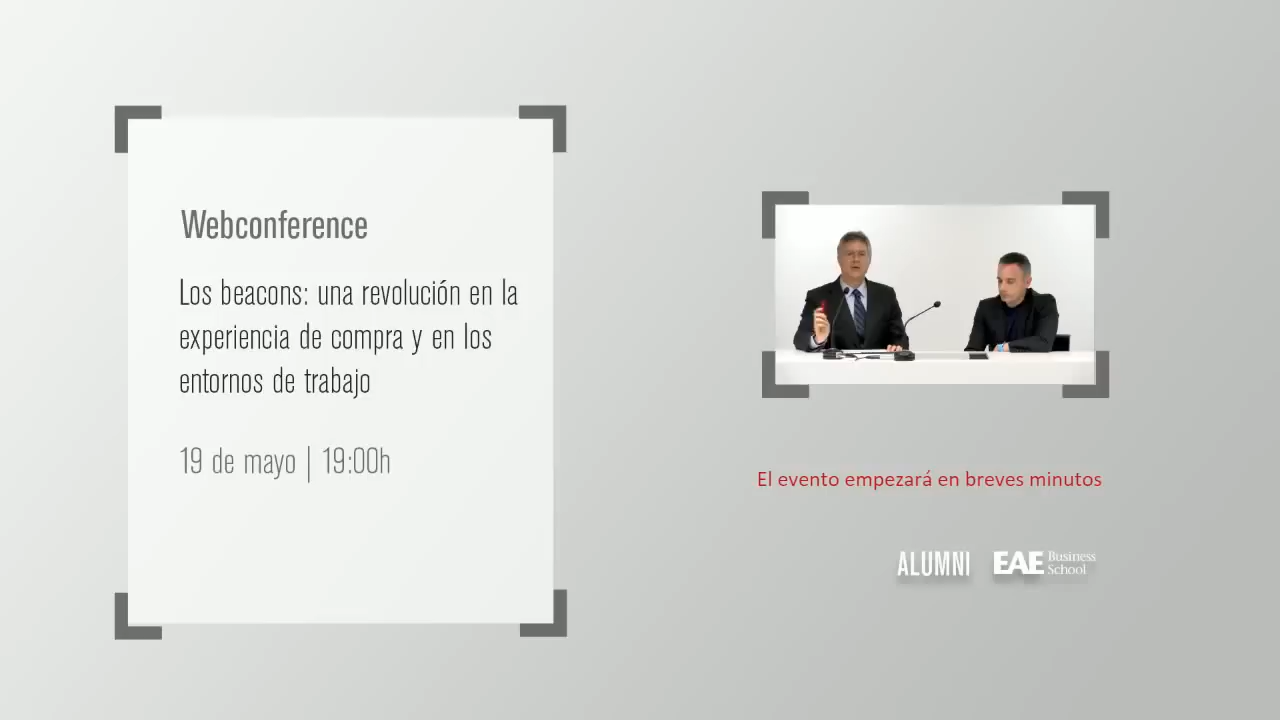 Webconference
Los beacons: una revolución en la
experiencia de compra y en los
entornos de trabajo
19 de mayo | 19:00h
El evento empezará en breves minutos
ALUMNI EAE Business
School